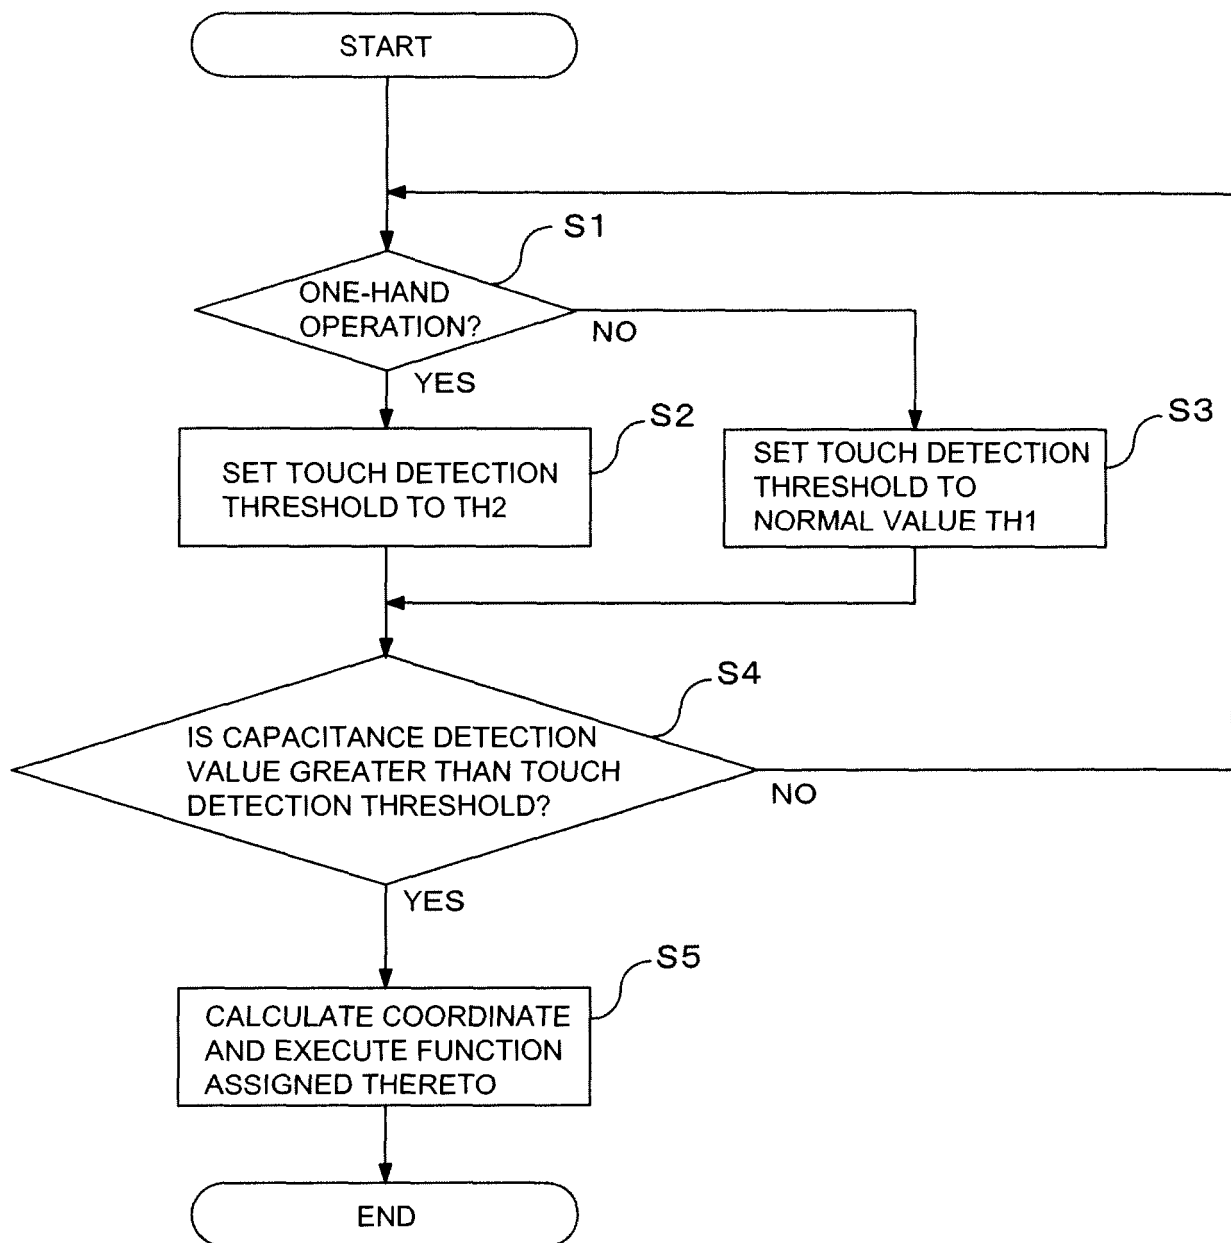 START
S1
ONE-HAND
OPERATION?
NO
YES
S2
SET TOUCH DETECTION
THRESHOLD TO TH2
S3
SET TOUCH DETECTION
THRESHOLD TO
NORMAL VALUE TH1
S4
IS CAPACITANCE DETECTION
VALUE GREATER THAN TOUCH
DETECTION THRESHOLD?
NO
YES
S5
CALCULATE COORDINATE
AND EXECUTE FUNCTION
ASSIGNED THERETO
END